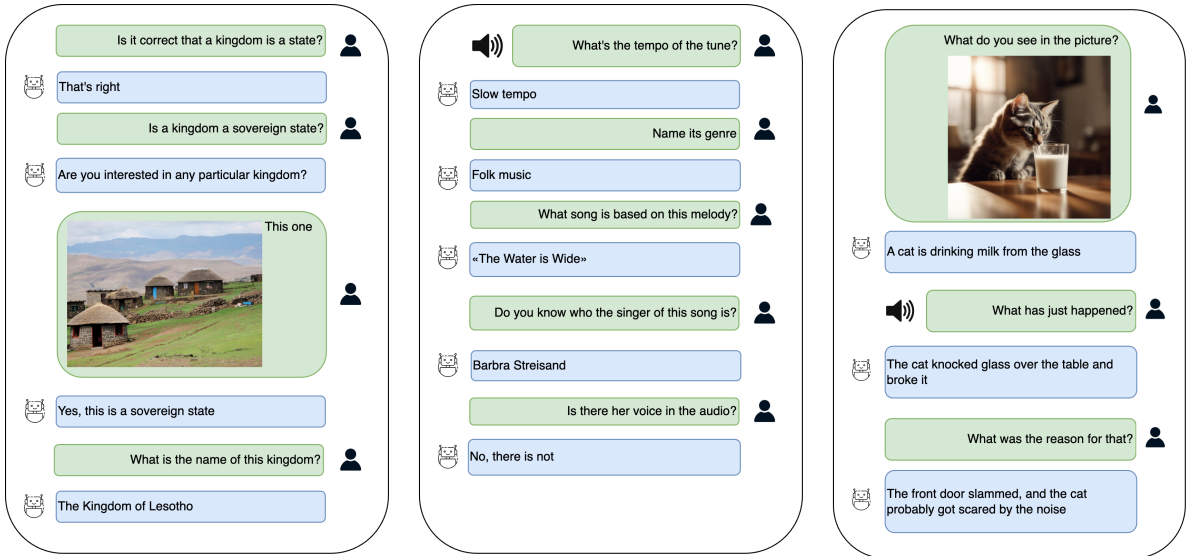 Is it correct that a kingdom is a state?
That's right
Is a kingdom a sovereign state?
Are you interested in any particular kingdom?
This one
Yes, this is a sovereign state
What is the name of this kingdom?
The Kingdom of Lesotho
What's the tempo of the tune?
Slow tempo
Name its genre
Folk music
What song is based on this melody?
«The Water is Wide»
Do you know who the singer of this song is?
Barbra Streisand
Is there her voice in the audio?
No, there is not
What do you see in the picture?
A cat is drinking milk from the glass
What has just happened?
The cat knocked glass over the table and
broke it
What was the reason for that?
The front door slammed, and the cat
probably got scared by the noise